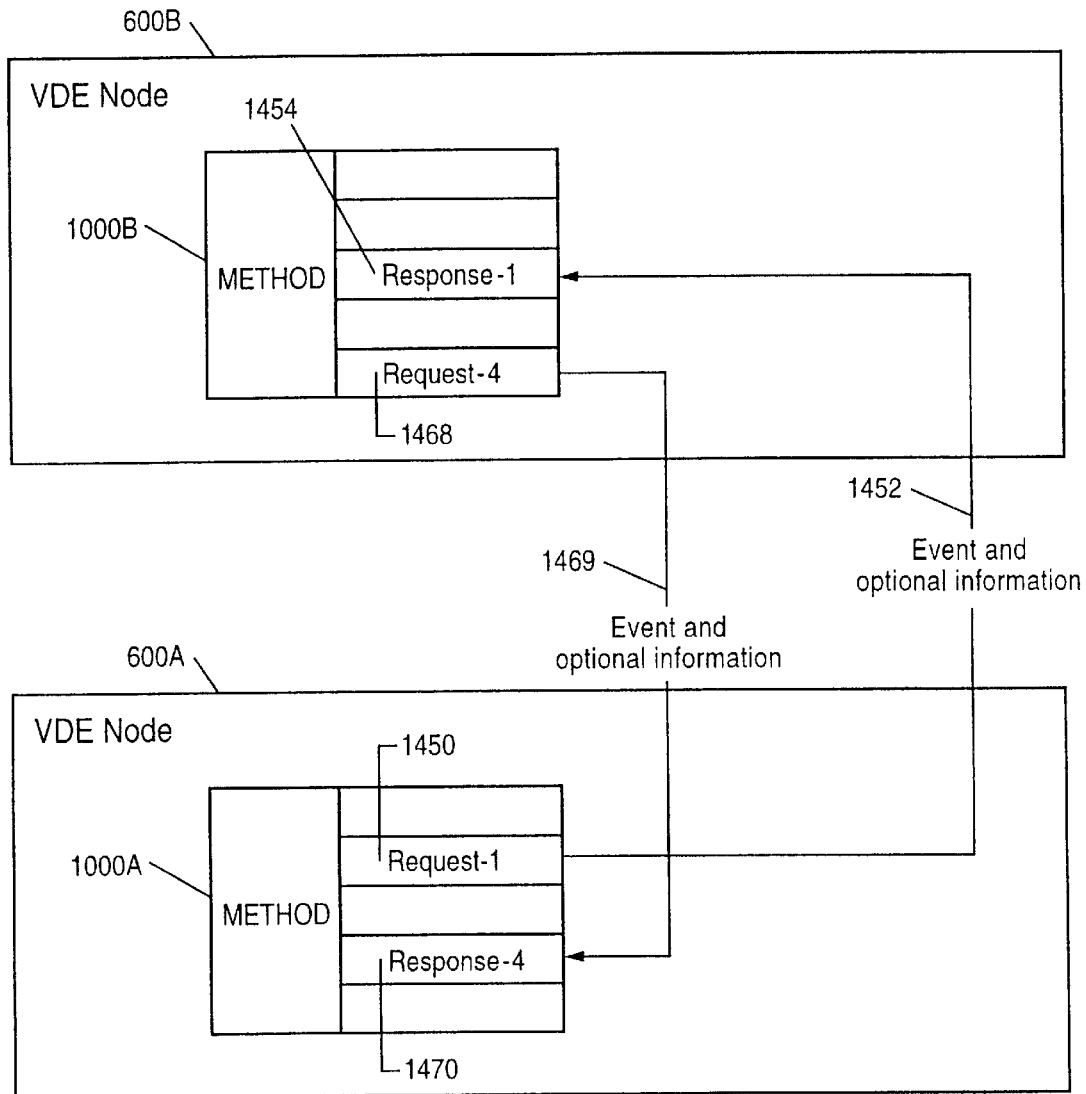 600B
VDE Node
1454
1000B
METHOD
Response-1
Request-4
1468
1452
Event and
optional information
1469
Event and
optional information
600A
VDE Node
1450
1000A
Request-1
METHOD
Response-4
1470